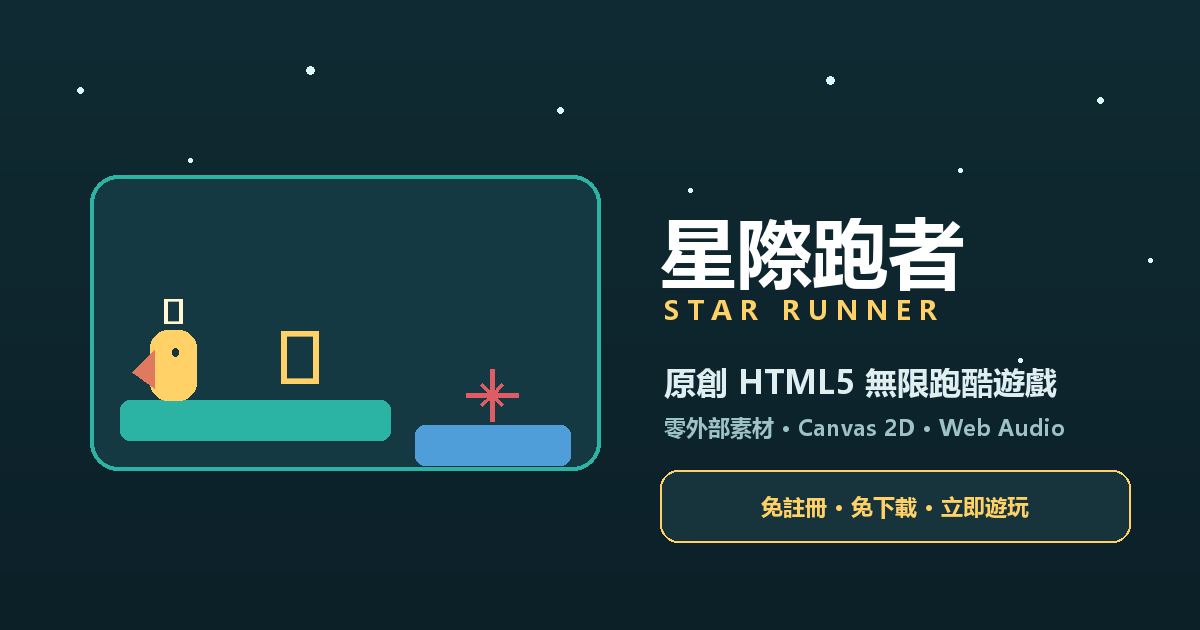 星際跑者
STAR RUNNER
原創 HTML5 無限跑酷遊戲
零外部素材 • Canvas 2D • Web Audio
免註冊 • 免下載 • 立即遊玩